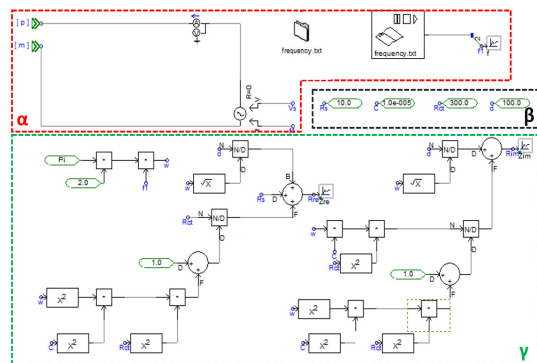 [ p ]
[ m ]
R=0
V
Vs
α
frequency.txt
frequency.txt
f1
f
Rs 10.0 C 1.0e-005 Rct 300.0 a 100.0
β
Pi
2.0
f1
w
a N N/D D
w √X
Rs D B F Rre Zre
Rct N N/D D
1.0 D F
w X²
C X² Rct X²
a N N/D D F Rim Zim
w √X
w
C
Rct X²
N N/D D
1.0 D F
w X²
C X² Rct X²
γ